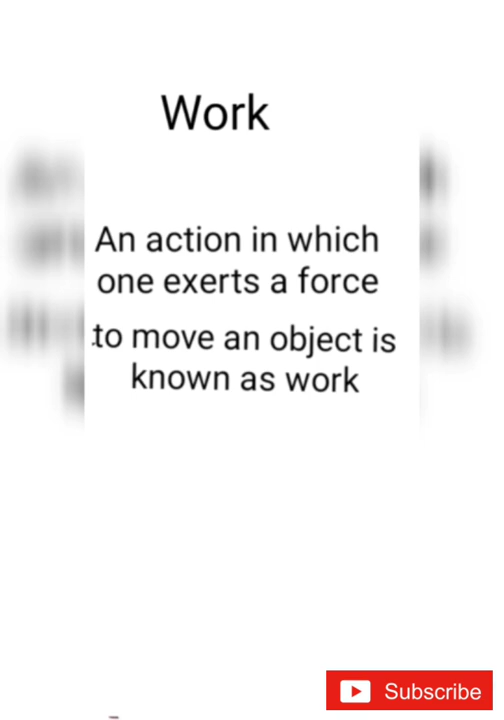 Work
An action in which
one exerts a force
.to move an object is
known as work
Subscribe